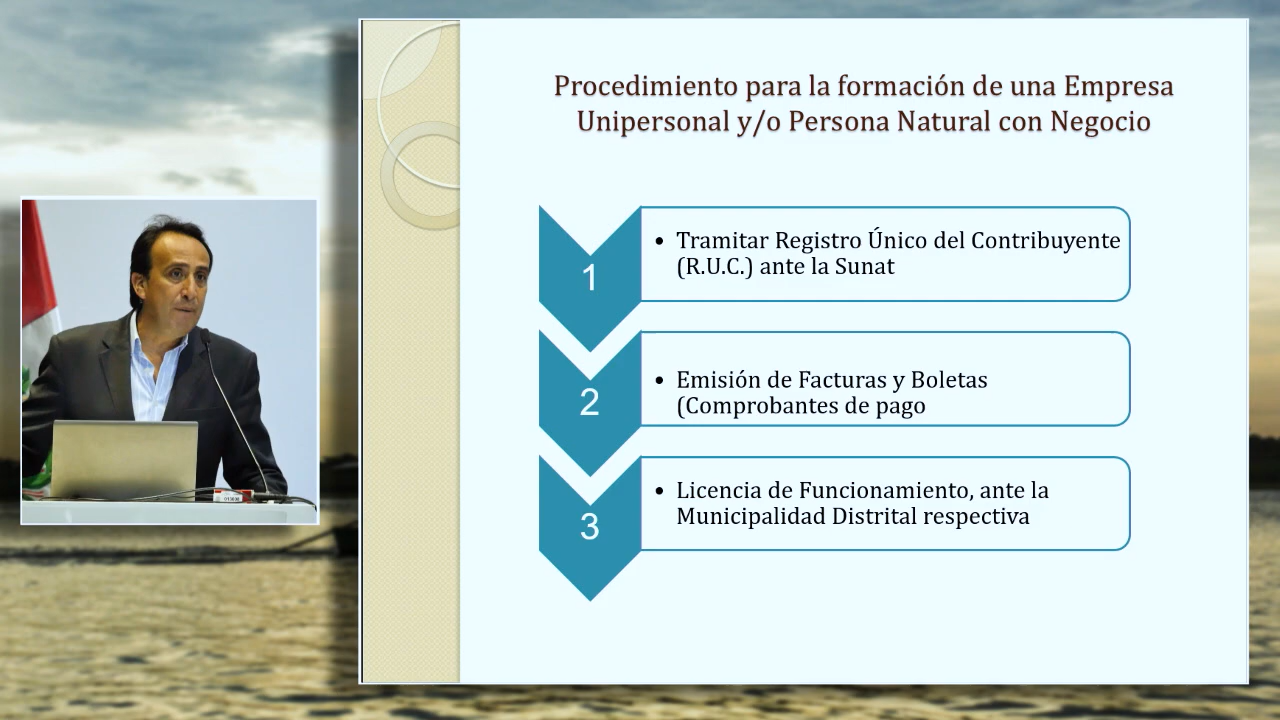 Procedimiento para la formación de una Empresa
Unipersonal y/o Persona Natural con Negocio
1
• Tramitar Registro Único del Contribuyente
(R.U.C.) ante la Sunat
2
• Emisión de Facturas y Boletas
(Comprobantes de pago
3
• Licencia de Funcionamiento, ante la
Municipalidad Distrital respectiva